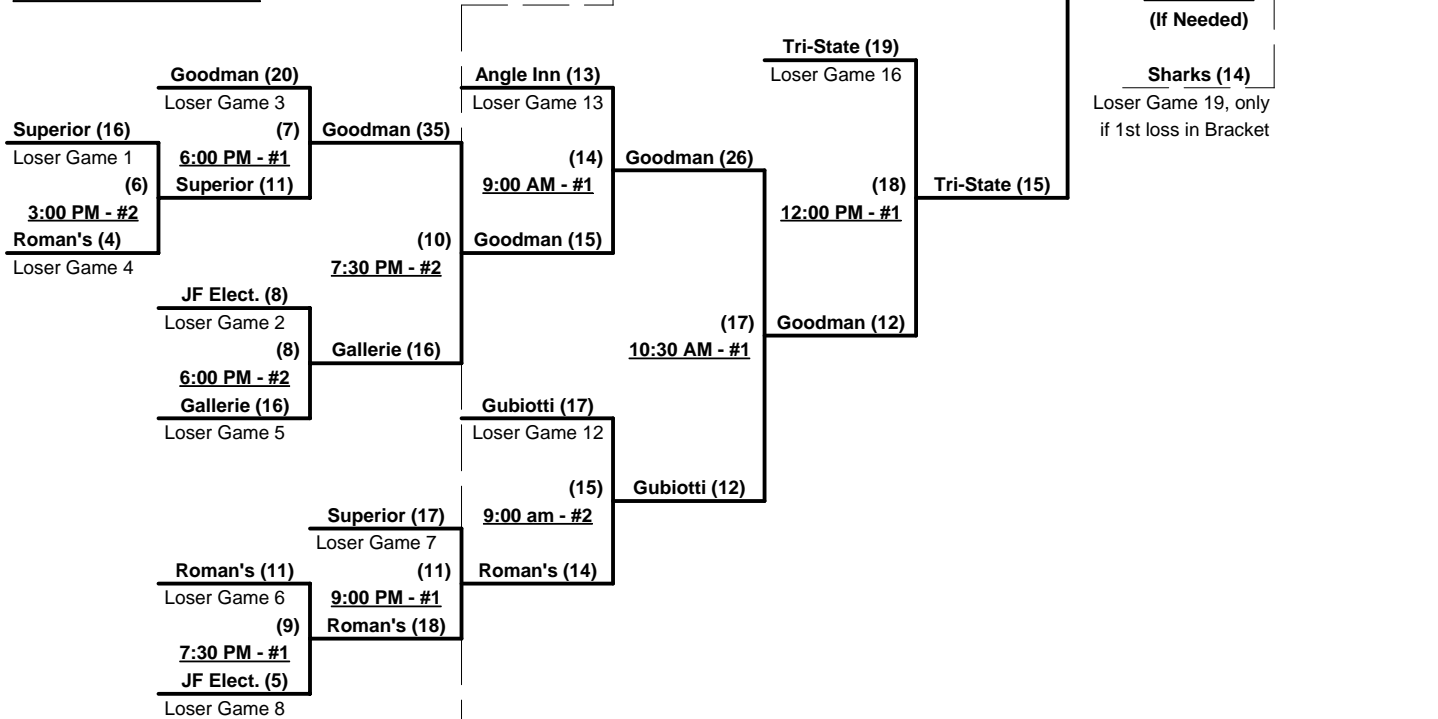 (If Needed)
Tri-State (19)
Loser Game 16
Sharks (14)
Loser Game 19, only
if 1st loss in Bracket
Goodman (20)
Loser Game 3
Angle Inn (13)
Loser Game 13
Superior (16)
Loser Game 1
(7)
6:00 PM - #1
Goodman (35)
(6)
3:00 PM - #2
Superior (11)
(14)
9:00 AM - #1
Goodman (26)
(18)
12:00 PM - #1
Tri-State (15)
Roman's (4)
Loser Game 4
(10)
7:30 PM - #2
Goodman (15)
JF Elect. (8)
Loser Game 2
(8)
6:00 PM - #2
Gallerie (16)
(17)
10:30 AM - #1
Goodman (12)
Gallerie (16)
Loser Game 5
Gubiotti (17)
Loser Game 12
(15)
9:00 am - #2
Gubiotti (12)
Superior (17)
Loser Game 7
Roman's (11)
Loser Game 6
(11)
9:00 PM - #1
Roman's (14)
(9)
7:30 PM - #1
Roman's (18)
JF Elect. (5)
Loser Game 8